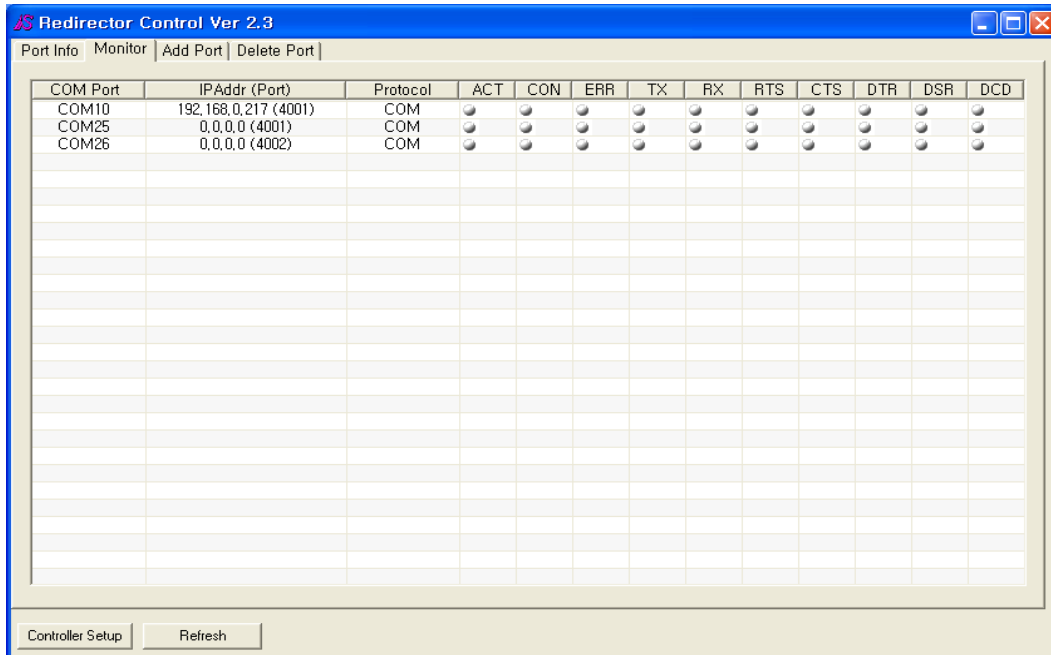 Redirector Control Ver 2.3
Port Info Monitor Add Port Delete Port
COM Port IPAddr (Port) Protocol ACT CON ERR TX RX RTS CTS DTR DSR DCD
COM10 192,168,0,217 (4001) COM
COM25 0,0,0,0 (4001) COM
COM26 0,0,0,0 (4002) COM
Controller Setup Refresh